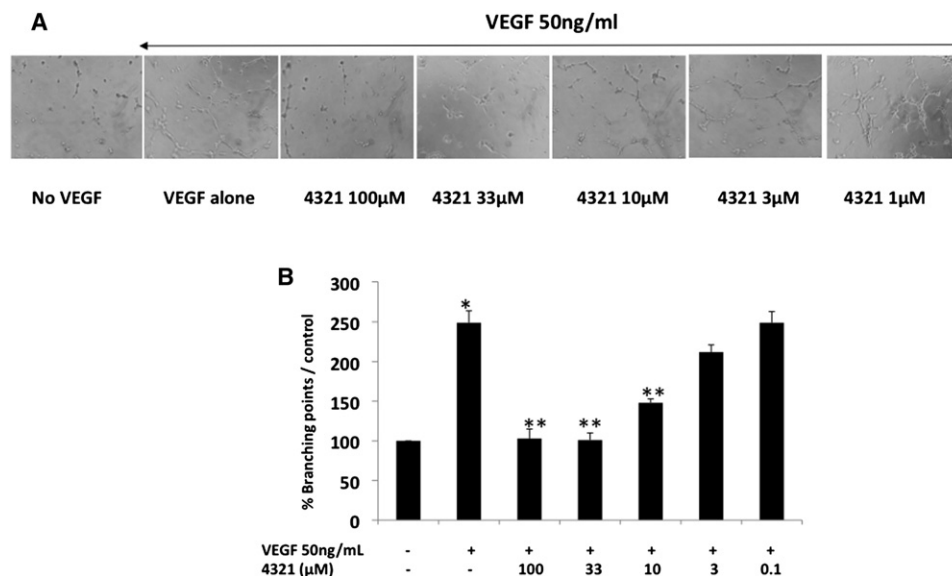 A
VEGF 50ng/ml
No VEGF VEGF alone 4321 100µM 4321 33µM 4321 10µM 4321 3µM 4321 1µM
B
% Branching points / control
300
250
200
150
100
50
0
*
** ** **
VEGF 50ng/mL - + + + + + +
4321 (µM) - - 100 33 10 3 0.1